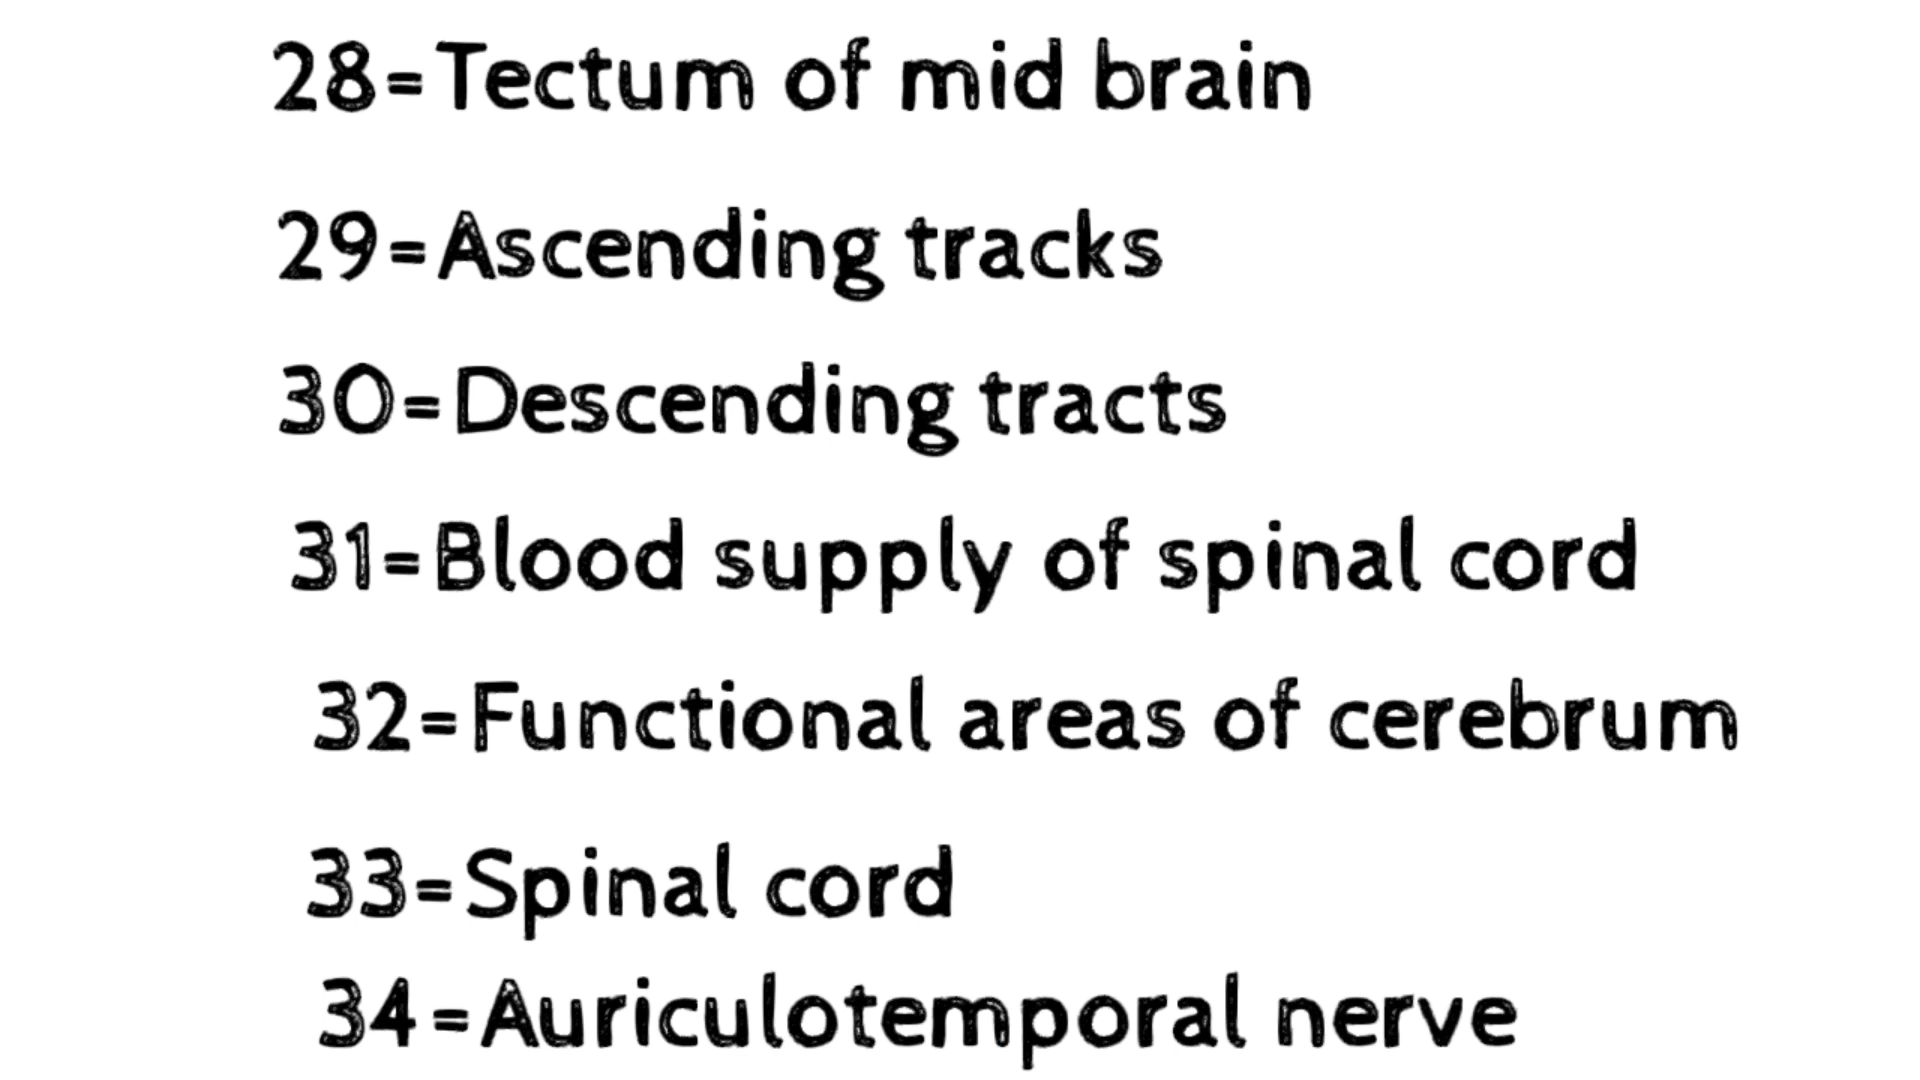 28=Tectum of mid brain
29=Ascending tracks
30=Descending tracts
31=Blood supply of spinal cord
32=Functional areas of cerebrum
33=Spinal cord
34=Auriculotemporal nerve